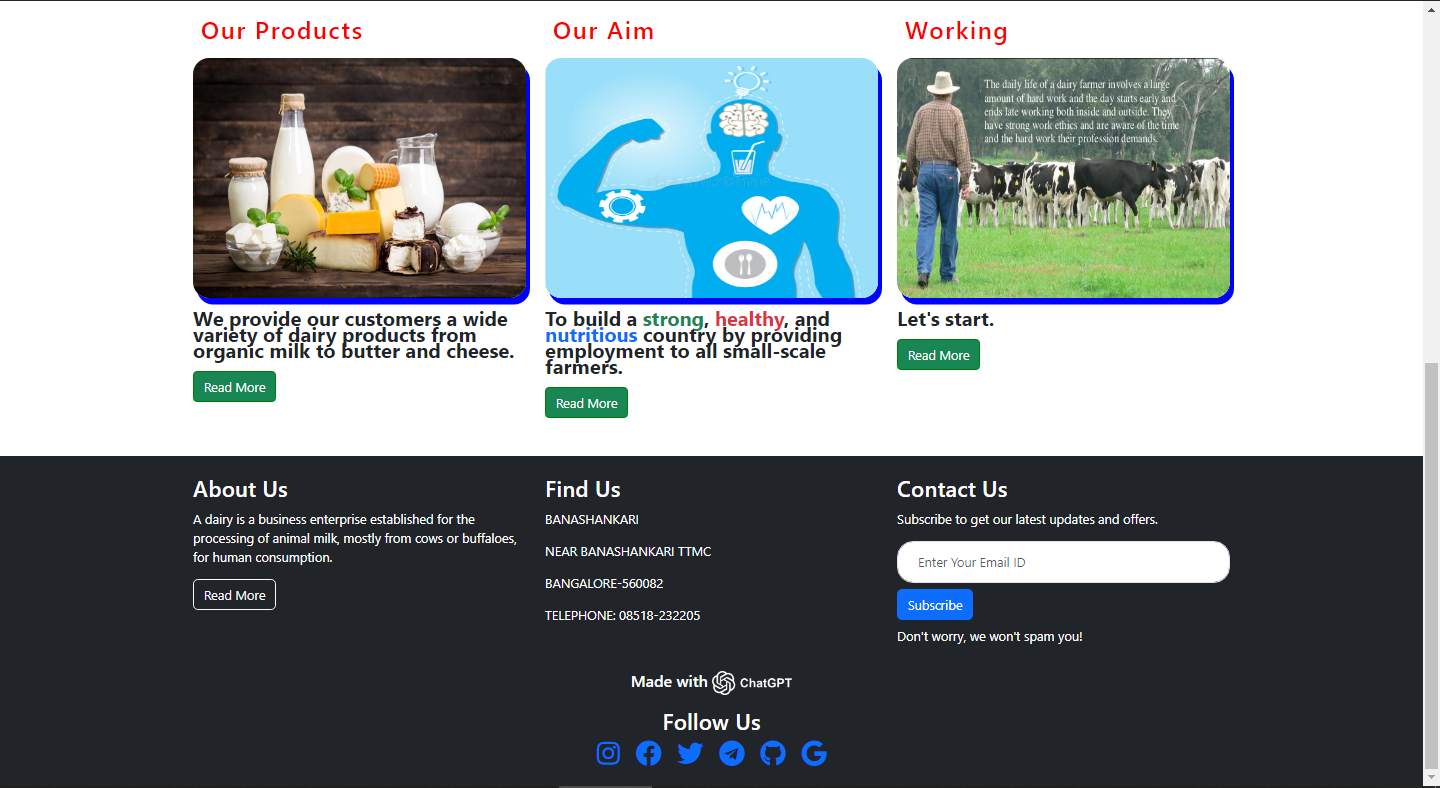 Our Products
Our Aim
Working
The daily life of a dairy farmer involves a large
amount of hard work and the day starts early and
ends late working both inside and outside. They
have strong work ethics and are aware of the time
and the hard work their profession demands.
We provide our customers a wide
variety of dairy products from
organic milk to butter and cheese.
Read More
To build a strong, healthy, and
nutritious country by providing
employment to all small-scale
farmers.
Read More
Let's start.
Read More
About Us
A dairy is a business enterprise established for the
processing of animal milk, mostly from cows or buffaloes,
for human consumption.
Read More
Find Us
BANASHANKARI
NEAR BANASHANKARI TTMC
BANGALORE-560082
TELEPHONE: 08518-232205
Contact Us
Subscribe to get our latest updates and offers.
Enter Your Email ID
Subscribe
Don't worry, we won't spam you!
Made with ChatGPT
Follow Us